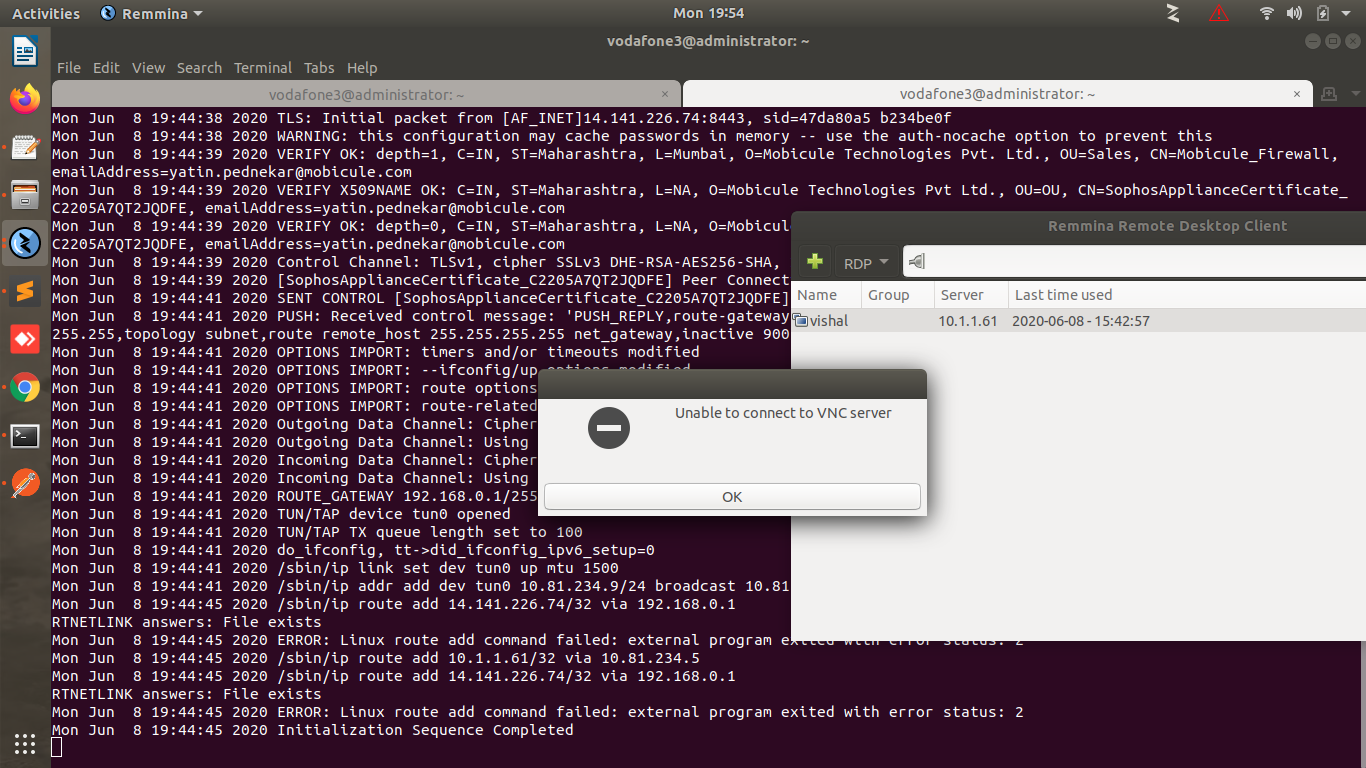 Activities Remmina Mon 19:54
vodafone3@administrator: ~
File Edit View Search Terminal Tabs Help
vodafone3@administrator: ~ × vodafone3@administrator: ~ ×
Mon Jun  8 19:44:38 2020 TLS: Initial packet from [AF_INET]14.141.226.74:8443, sid=47da80a5 b234be0f
Mon Jun  8 19:44:38 2020 WARNING: this configuration may cache passwords in memory -- use the auth-nocache option to prevent this
Mon Jun  8 19:44:39 2020 VERIFY OK: depth=1, C=IN, ST=Maharashtra, L=Mumbai, O=Mobicule Technologies Pvt. Ltd., OU=Sales, CN=Mobicule_Firewall,
emailAddress=yatin.pednekar@mobicule.com
Mon Jun  8 19:44:39 2020 VERIFY X509NAME OK: C=IN, ST=Maharashtra, L=NA, O=Mobicule Technologies Pvt Ltd., OU=OU, CN=SophosApplianceCertificate_
C2205A7QT2JQDFE, emailAddress=yatin.pednekar@mobicule.com
Mon Jun  8 19:44:39 2020 VERIFY OK: depth=0, C=IN, ST=Maharashtra, L=NA, O=Mobicu
C2205A7QT2JQDFE, emailAddress=yatin.pednekar@mobicule.com
Mon Jun  8 19:44:39 2020 Control Channel: TLSv1, cipher SSLv3 DHE-RSA-AES256-SHA,
Mon Jun  8 19:44:39 2020 [SophosApplianceCertificate_C2205A7QT2JQDFE] Peer Connect
Mon Jun  8 19:44:41 2020 SENT CONTROL [SophosApplianceCertificate_C2205A7QT2JQDFE]
Mon Jun  8 19:44:41 2020 PUSH: Received control message: 'PUSH_REPLY,route-gateway
255.255,topology subnet,route remote_host 255.255.255.255 net_gateway,inactive 900
Mon Jun  8 19:44:41 2020 OPTIONS IMPORT: timers and/or timeouts modified
Mon Jun  8 19:44:41 2020 OPTIONS IMPORT: --ifconfig/up options modified
Mon Jun  8 19:44:41 2020 OPTIONS IMPORT: route options
Mon Jun  8 19:44:41 2020 OPTIONS IMPORT: route-related
Mon Jun  8 19:44:41 2020 Outgoing Data Channel: Cipher
Mon Jun  8 19:44:41 2020 Outgoing Data Channel: Using
Mon Jun  8 19:44:41 2020 Incoming Data Channel: Cipher
Mon Jun  8 19:44:41 2020 Incoming Data Channel: Using
Mon Jun  8 19:44:41 2020 ROUTE_GATEWAY 192.168.0.1/255
Mon Jun  8 19:44:41 2020 TUN/TAP device tun0 opened
Mon Jun  8 19:44:41 2020 TUN/TAP TX queue length set to 100
Mon Jun  8 19:44:41 2020 do_ifconfig, tt->did_ifconfig_ipv6_setup=0
Mon Jun  8 19:44:41 2020 /sbin/ip link set dev tun0 up mtu 1500
Mon Jun  8 19:44:41 2020 /sbin/ip addr add dev tun0 10.81.234.9/24 broadcast 10.81
Mon Jun  8 19:44:45 2020 /sbin/ip route add 14.141.226.74/32 via 192.168.0.1
RTNETLINK answers: File exists
Mon Jun  8 19:44:45 2020 ERROR: Linux route add command failed: external program exited with error status: 2
Mon Jun  8 19:44:45 2020 /sbin/ip route add 10.1.1.61/32 via 10.81.234.5
Mon Jun  8 19:44:45 2020 /sbin/ip route add 14.141.226.74/32 via 192.168.0.1
RTNETLINK answers: File exists
Mon Jun  8 19:44:45 2020 ERROR: Linux route add command failed: external program exited with error status: 2
Mon Jun  8 19:44:45 2020 Initialization Sequence Completed
Remmina Remote Desktop Client
RDP
Name Group Server Last time used
vishal 10.1.1.61 2020-06-08 - 15:42:57
Unable to connect to VNC server
OK